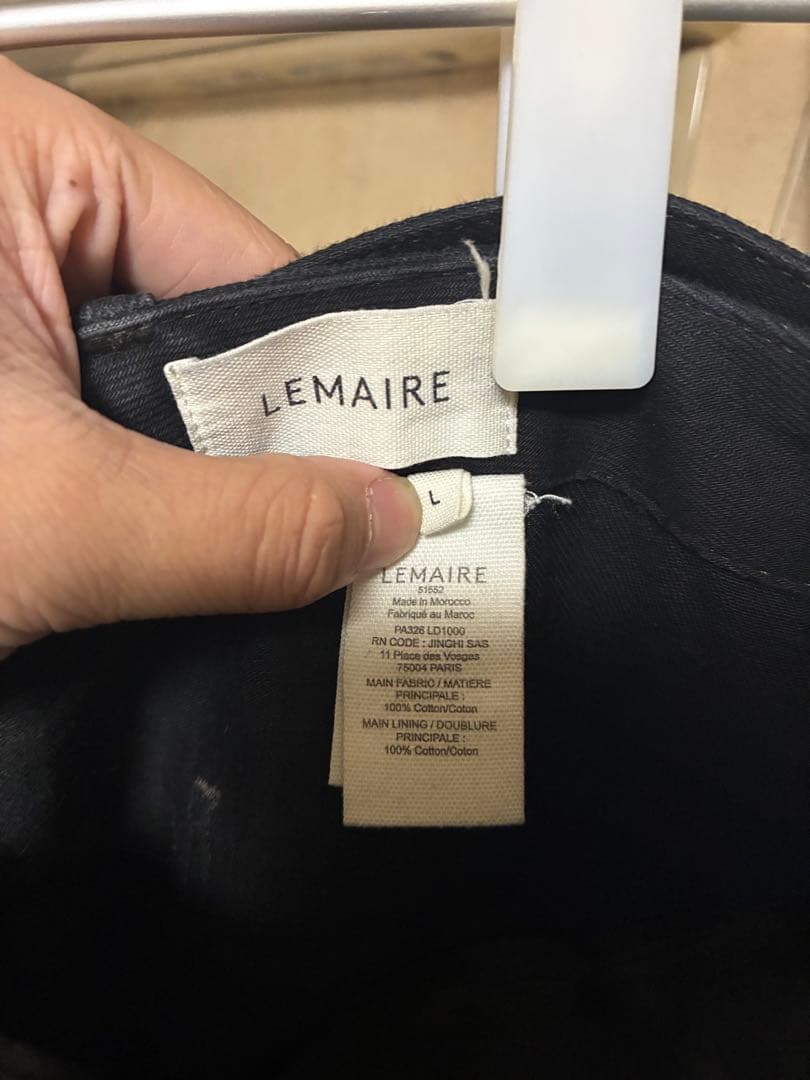 LEMAIRE
L
LEMAIRE
51552
Made in Morocco
Fabriqué au Maroc
PA326 LD1000
RN CODE : JINGHI SAS
11 Place des Vosges
75004 PARIS
MAIN FABRIC / MATIERE
PRINCIPALE :
100% Cotton/Coton
MAIN LINING / DOUBLURE
PRINCIPALE :
100% Cotton/Coton